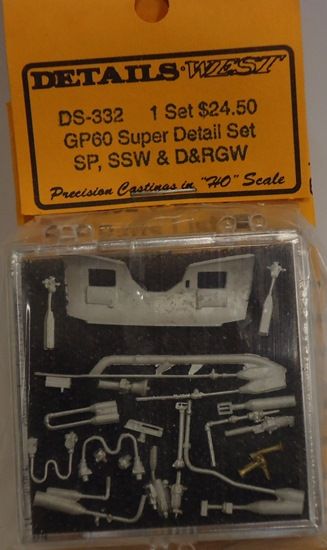 DETAILS WEST
DS-332 1 Set $24.50
GP60 Super Detail Set
SP, SSW & D&RGW
Precision Castings in "HO" Scale